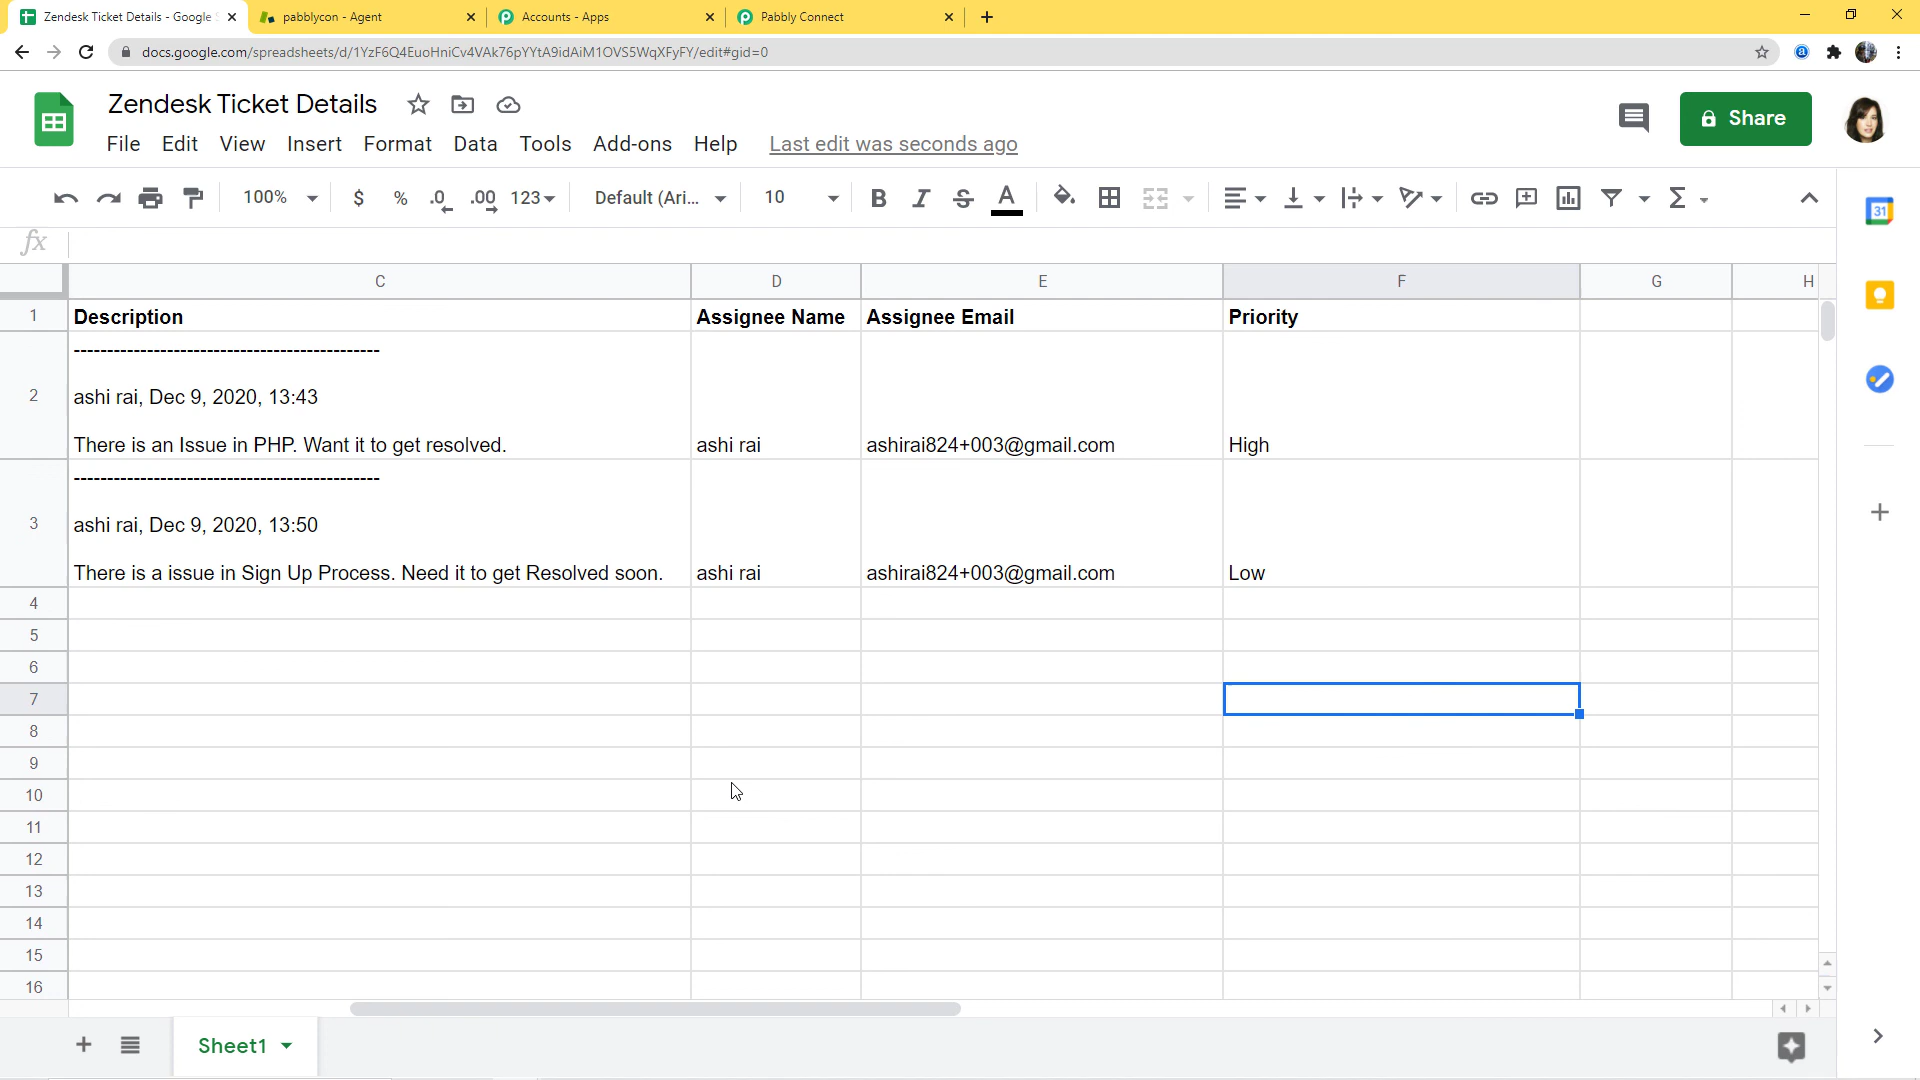 Zendesk Ticket Details - Google S
pabblycon - Agent
Accounts - Apps
Pabbly Connect
docs.google.com/spreadsheets/d/1YzF6Q4EuoHniCv4VAk76pYYtA9idAiM1OVS5WqXFyFY/edit#gid=0
Zendesk Ticket Details
Share
File Edit View Insert Format Data Tools Add-ons Help Last edit was seconds ago
100% $ % .0 .00 123 Default (Ari... 10 B I S A
31
fx
C D E F G H
1 Description Assignee Name Assignee Email Priority
----------------------------------------------
ashi rai, Dec 9, 2020, 13:43
2
There is an Issue in PHP. Want it to get resolved. ashi rai ashirai824+003@gmail.com High
----------------------------------------------
ashi rai, Dec 9, 2020, 13:50
3
There is a issue in Sign Up Process. Need it to get Resolved soon. ashi rai ashirai824+003@gmail.com Low
4
5
6
7
8
9
10
11
12
13
14
15
16
Sheet1